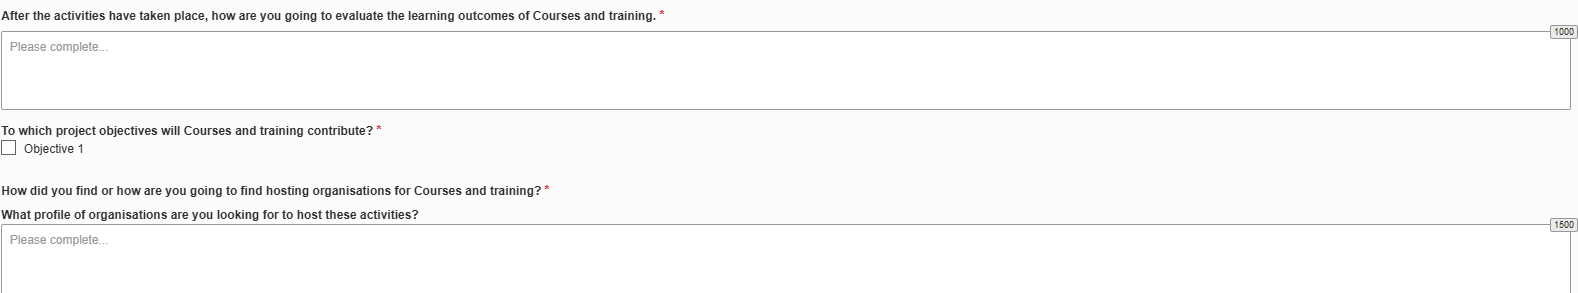 After the activities have taken place, how are you going to evaluate the learning outcomes of Courses and training. *
1000
Please complete...
To which project objectives will Courses and training contribute? *
Objective 1
How did you find or how are you going to find hosting organisations for Courses and training? *
What profile of organisations are you looking for to host these activities?
1500
Please complete...